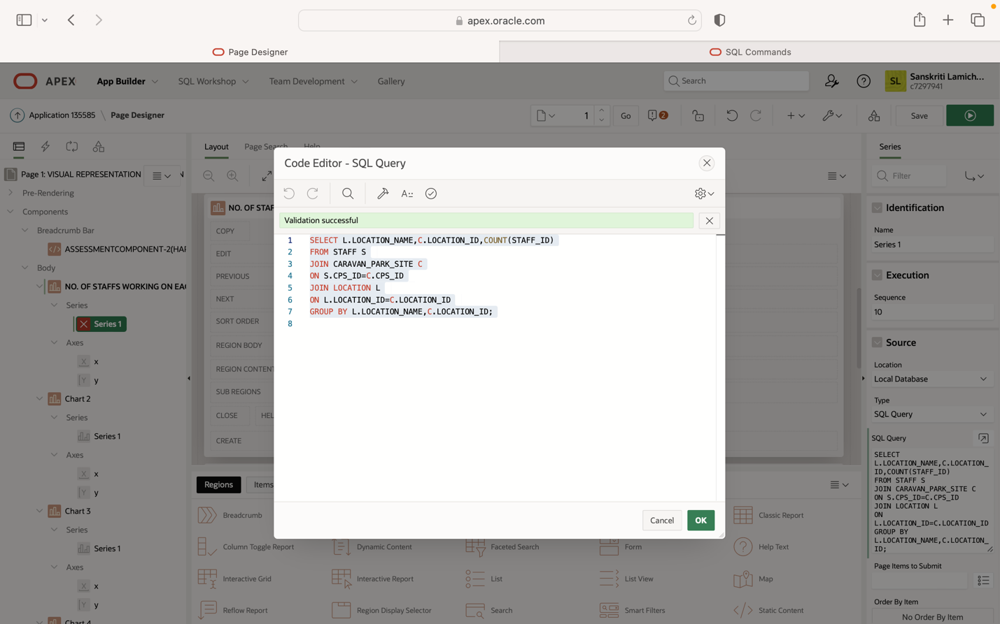 apex.oracle.com
Page Designer
SQL Commands
APEX
App Builder
SQL Workshop
Team Development
Gallery
Search
SL
Sanskriti Lamich...
c7297941
Application 135585 \ Page Designer
1
Go
2
Save
Layout
Page Search
Help
Series
Page 1: VISUAL REPRESENTATION
Pre-Rendering
Components
Breadcrumb Bar
ASSESSMENTCOMPONENT-2(HAR
Body
NO. OF STAFFS WORKING ON EAC
Series
Series 1
Axes
x
y
Chart 2
Series
Series 1
Axes
x
y
Chart 3
Series
Series 1
Axes
x
y
Chart 4
NO. OF STAF
COPY
EDIT
PREVIOUS
NEXT
SORT ORDER
REGION BODY
REGION CONTENT
SUB REGIONS
CLOSE
HEL
CREATE
Code Editor - SQL Query
Validation successful
1 SELECT L.LOCATION_NAME,C.LOCATION_ID,COUNT(STAFF_ID)
2 FROM STAFF S
3 JOIN CARAVAN_PARK_SITE C
4 ON S.CPS_ID=C.CPS_ID
5 JOIN LOCATION L
6 ON L.LOCATION_ID=C.LOCATION_ID
7 GROUP BY L.LOCATION_NAME,C.LOCATION_ID;
8
Cancel
OK
Regions
Items
Breadcrumb
Classic Report
Column Toggle Report
Dynamic Content
Faceted Search
Form
Help Text
Interactive Grid
Interactive Report
List
List View
Map
Reflow Report
Region Display Selector
Search
Smart Filters
Static Content
Filter
Identification
Name
Series 1
Execution
Sequence
10
Source
Location
Local Database
Type
SQL Query
SQL Query
SELECT
L.LOCATION_NAME,C.LOCATION_
ID,COUNT(STAFF_ID)
FROM STAFF S
JOIN CARAVAN_PARK_SITE C
ON S.CPS_ID=C.CPS_ID
JOIN LOCATION L
ON
L.LOCATION_ID=C.LOCATION_ID
GROUP BY
L.LOCATION_NAME,C.LOCATION_
ID;
Page Items to Submit
Order By Item
No Order By Item